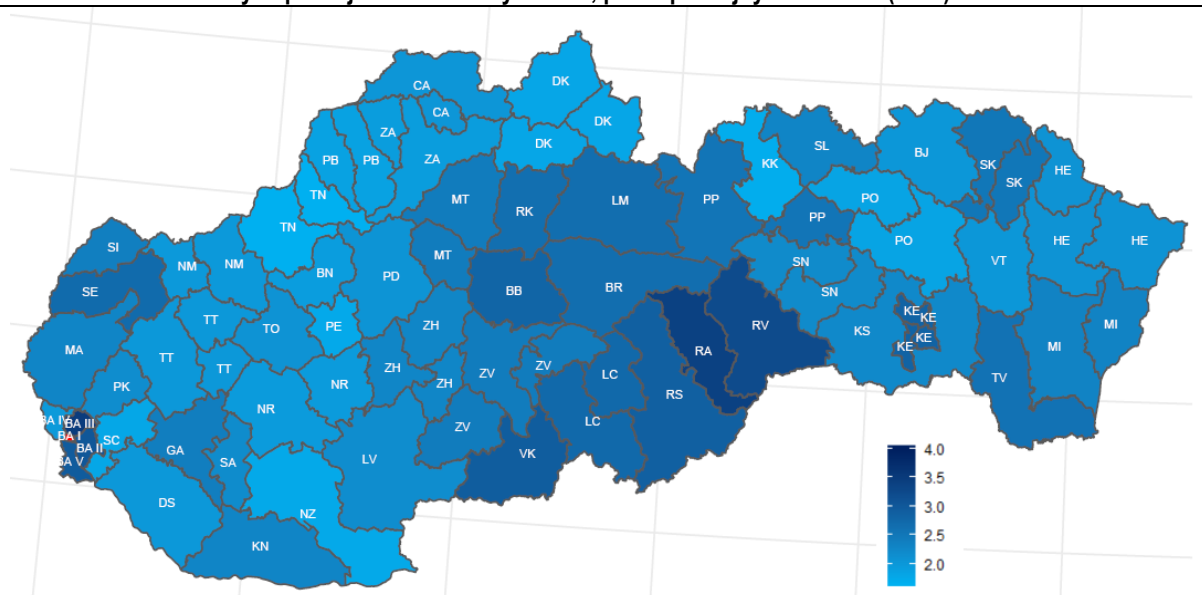 DK
CA
CA
DK
ZA
DK
SL
BJ
PB
PB
ZA
KK
SK
HE
SK
TN
MT
RK
LM
PP
PO
PP
TN
PO
HE
HE
SI
NM
NM
BN
PD
MT
SN
VT
SE
BB
BR
SN
TT
TO
PE
ZH
RV
KS
KE
KE
KE
KE
MI
MI
MA
TT
TT
RA
PK
NR
ZH
ZH
ZV
ZV
LC
TV
NR
RS
BA III
BA I
SC
BA II
GA
SA
LV
ZV
VK
LC
DS
NZ
KN
4.0
3.5
3.0
2.5
2.0